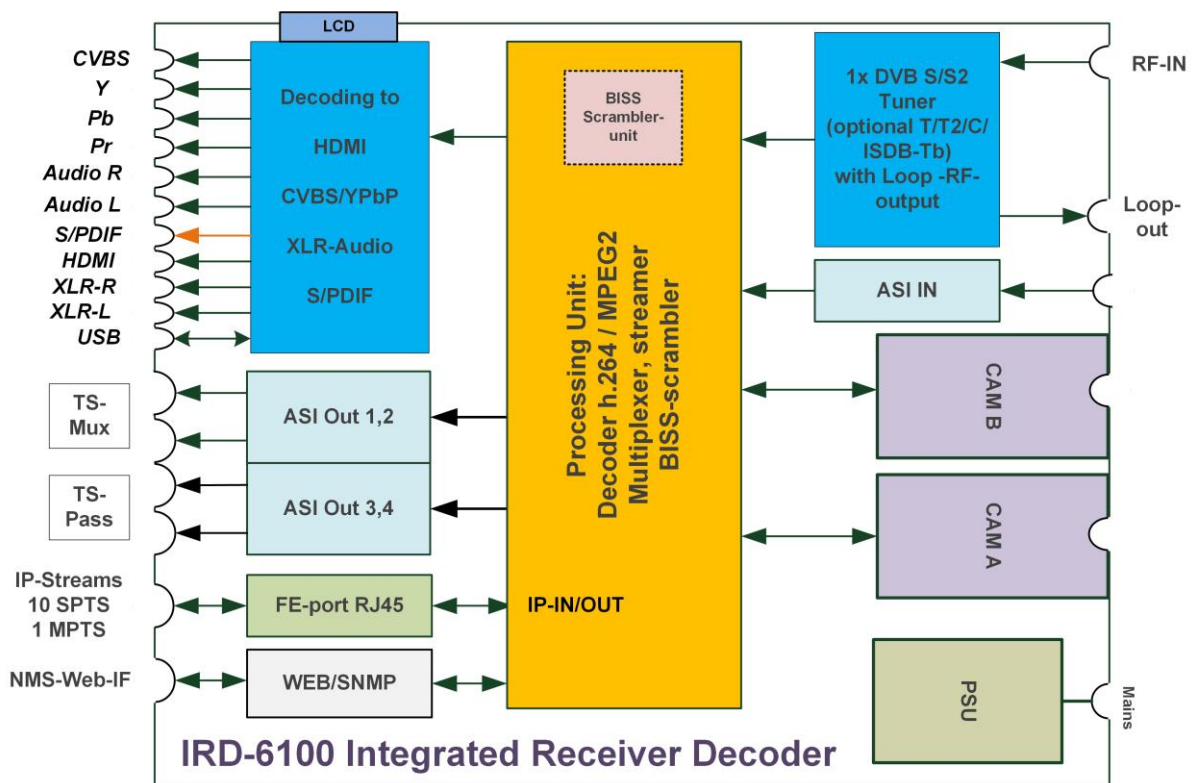 LCD
CVBS
Y
Pb
Pr
Audio R
Audio L
S/PDIF
HDMI
XLR-R
XLR-L
USB
Decoding to
HDMI
CVBS/YPbP
XLR-Audio
S/PDIF
BISS
Scrambler-
unit
Processing Unit:
Decoder h.264 / MPEG2
Multiplexer, streamer
BISS-scrambler
1x DVB S/S2
Tuner
(optional T/T2/C/
ISDB-Tb)
with Loop -RF-
output
RF-IN
Loop-
out
ASI IN
CAM B
CAM A
TS-
Mux
ASI Out 1,2
TS-
Pass
ASI Out 3,4
IP-Streams
10 SPTS
1 MPTS
FE-port RJ45
IP-IN/OUT
NMS-Web-IF
WEB/SNMP
PSU
Mains
IRD-6100 Integrated Receiver Decoder